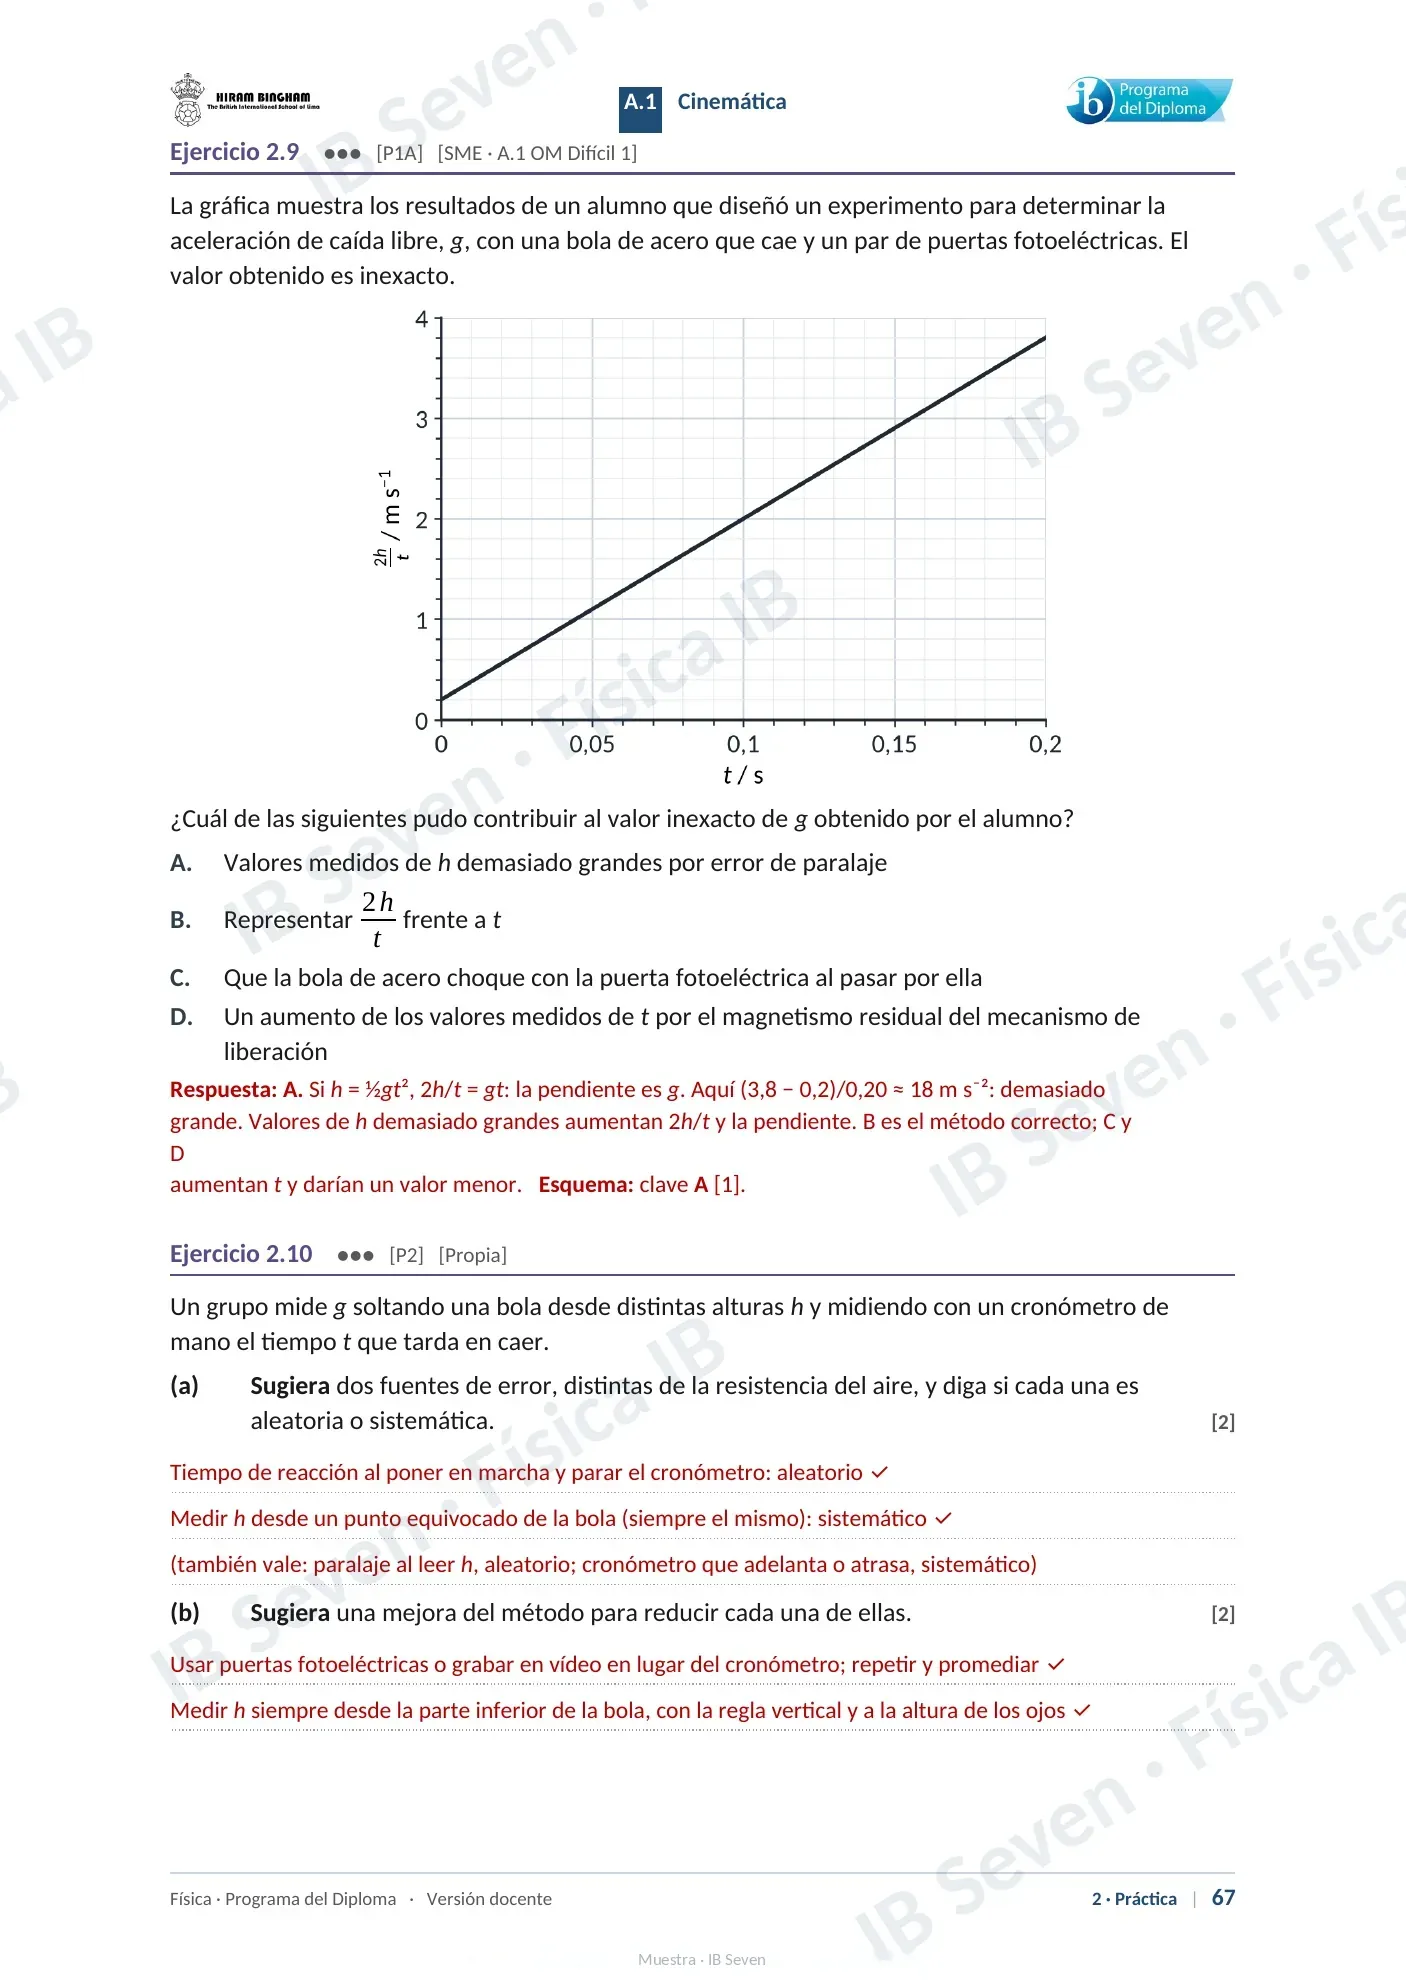 HIRAM BINGHAM
The British International School of Lima
A.1 Cinemática
Programa
del Diploma
Ejercicio 2.9 ●●● [P1A] [SME · A.1 OM Difícil 1]
La gráfica muestra los resultados de un alumno que diseñó un experimento para determinar la
aceleración de caída libre, g, con una bola de acero que cae y un par de puertas fotoeléctricas. El
valor obtenido es inexacto.
4
3
2
1
0
2h/t / m s⁻¹
0 0,05 0,1 0,15 0,2
t / s
¿Cuál de las siguientes pudo contribuir al valor inexacto de g obtenido por el alumno?
A. Valores medidos de h demasiado grandes por error de paralaje
B. Representar 2h/t frente a t
C. Que la bola de acero choque con la puerta fotoeléctrica al pasar por ella
D. Un aumento de los valores medidos de t por el magnetismo residual del mecanismo de
liberación
Respuesta: A. Si h = ½gt², 2h/t = gt: la pendiente es g. Aquí (3,8 − 0,2)/0,20 ≈ 18 m s⁻²: demasiado
grande. Valores de h demasiado grandes aumentan 2h/t y la pendiente. B es el método correcto; C y
D
aumentan t y darían un valor menor. Esquema: clave A [1].
Ejercicio 2.10 ●●● [P2] [Propia]
Un grupo mide g soltando una bola desde distintas alturas h y midiendo con un cronómetro de
mano el tiempo t que tarda en caer.
(a) Sugiera dos fuentes de error, distintas de la resistencia del aire, y diga si cada una es
aleatoria o sistemática. [2]
Tiempo de reacción al poner en marcha y parar el cronómetro: aleatorio ✓
Medir h desde un punto equivocado de la bola (siempre el mismo): sistemático ✓
(también vale: paralaje al leer h, aleatorio; cronómetro que adelanta o atrasa, sistemático)
(b) Sugiera una mejora del método para reducir cada una de ellas. [2]
Usar puertas fotoeléctricas o grabar en vídeo en lugar del cronómetro; repetir y promediar ✓
Medir h siempre desde la parte inferior de la bola, con la regla vertical y a la altura de los ojos ✓
Física · Programa del Diploma · Versión docente
2 · Práctica | 67
Muestra · IB Seven
IB Seven · Física IB